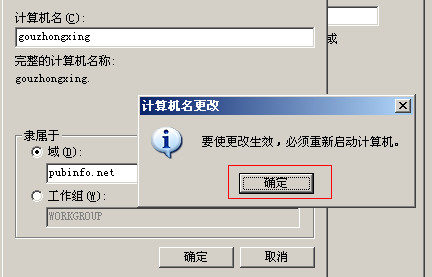 计算机名(C):
gouzhongxing
或
完整的计算机名称:
gouzhongxing.
计算机名更改
要使更改生效，必须重新启动计算机。
确定
隶属于
域(D):
pubinfo.net
工作组(W):
WORKGROUP
确定
取消